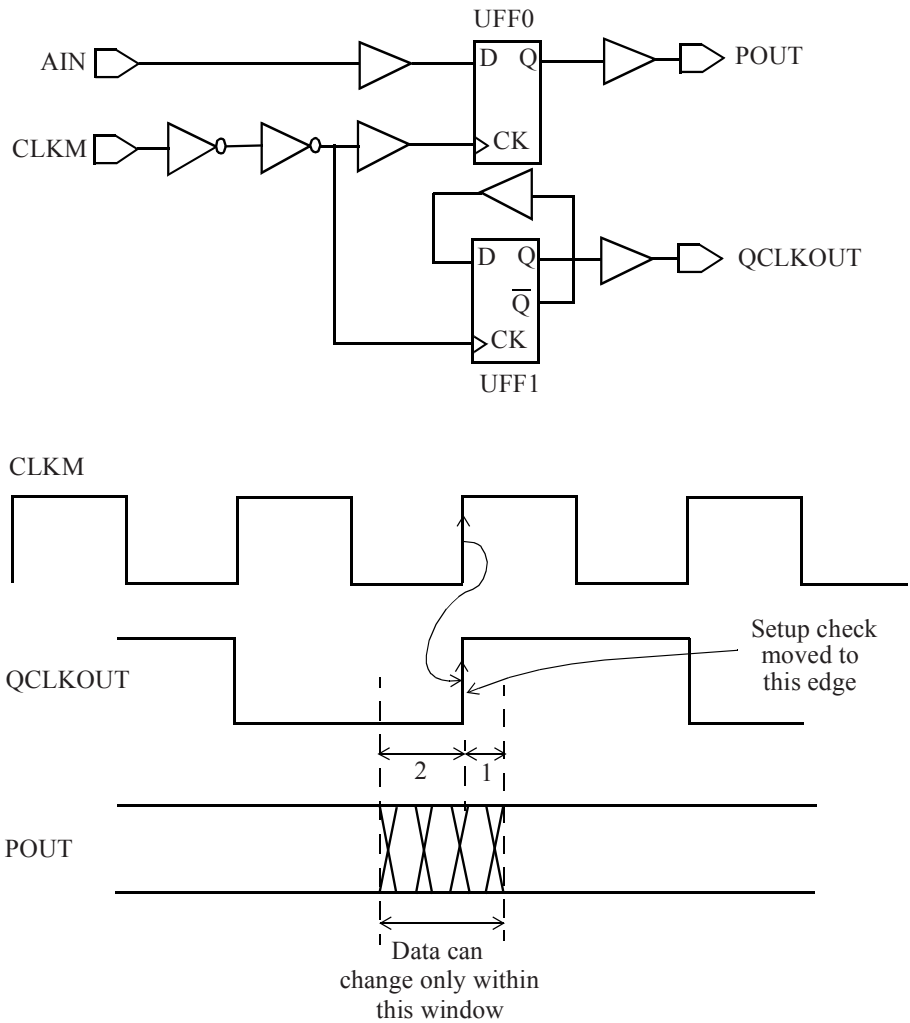 UFF0
AIN
D Q
POUT
CLKM
CK
D Q
QCLKOUT
Q
CK
UFF1
CLKM
Setup check
moved to
this edge
QCLKOUT
2 1
POUT
Data can
change only within
this window